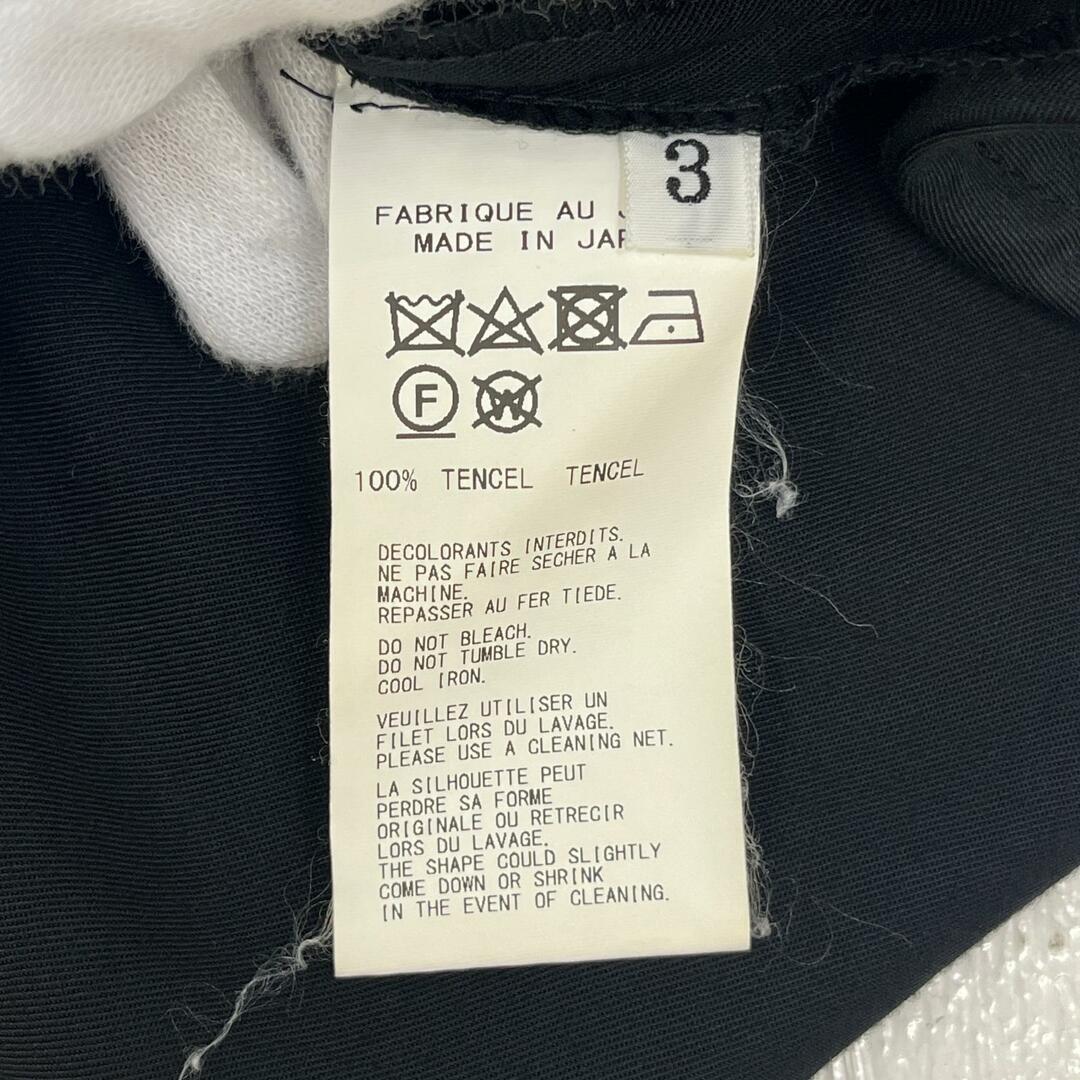 3
FABRIQUE AU
MADE IN
F
W
100% TENCEL TENCEL
DECOLORANTS INTERDITS.
NE PAS FAIRE SECHER A LA
MACHINE.
REPASSER AU FER TIEDE.
DO NOT BLEACH.
DO NOT TUMBLE DRY.
COOL IRON.
VEUILLEZ UTILISER UN
FILET LORS DU LAVAGE.
PLEASE USE A CLEANING NET.
LA SILHOUETTE PEUT
PERDRE SA FORME
ORIGINALE OU RETRECIR
LORS DU LAVAGE.
THE SHAPE COULD SLIGHTLY
COME DOWN OR SHRINK
IN THE EVENT OF CLEANING.